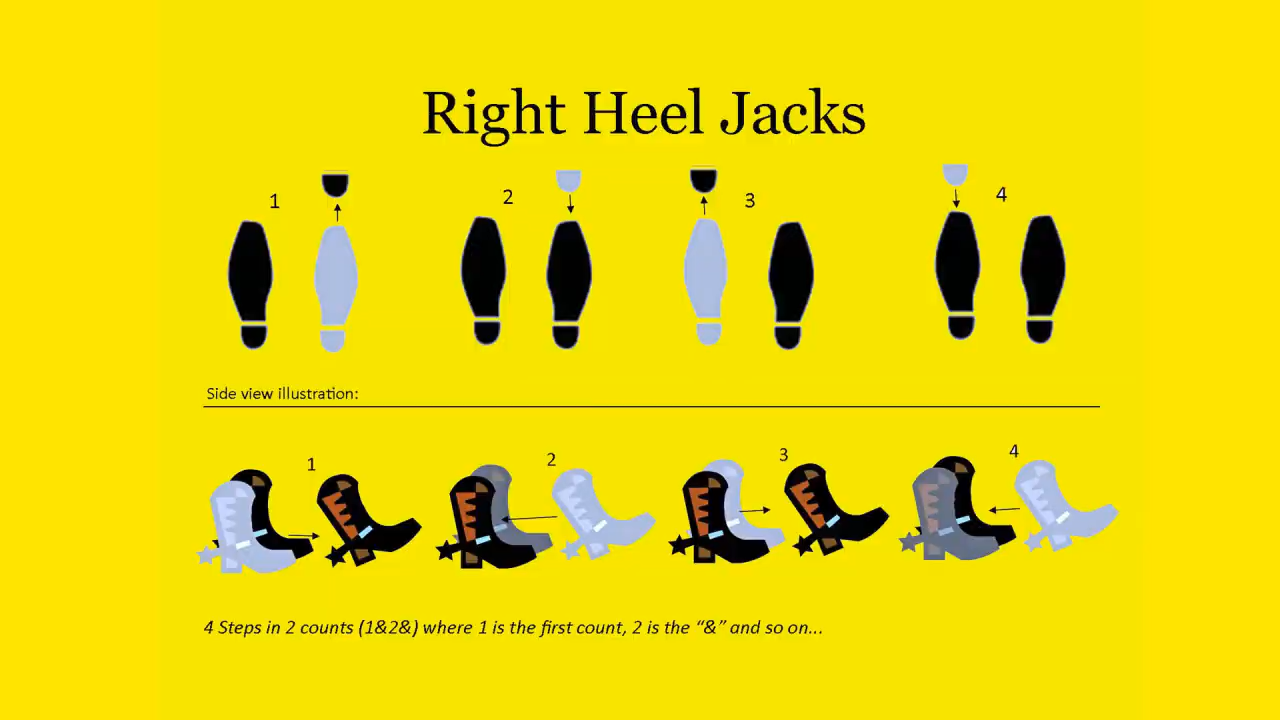 Right Heel Jacks
1
2
3
4
Side view illustration:
1
2
3
4
4 Steps in 2 counts (1&2&) where 1 is the first count, 2 is the “&” and so on...